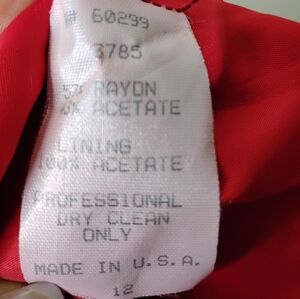 # 60299
3785
RAYON
ACETATE
LINING
100% ACETATE
PROFESSIONAL
DRY CLEAN
ONLY
MADE IN U.S.A.
12